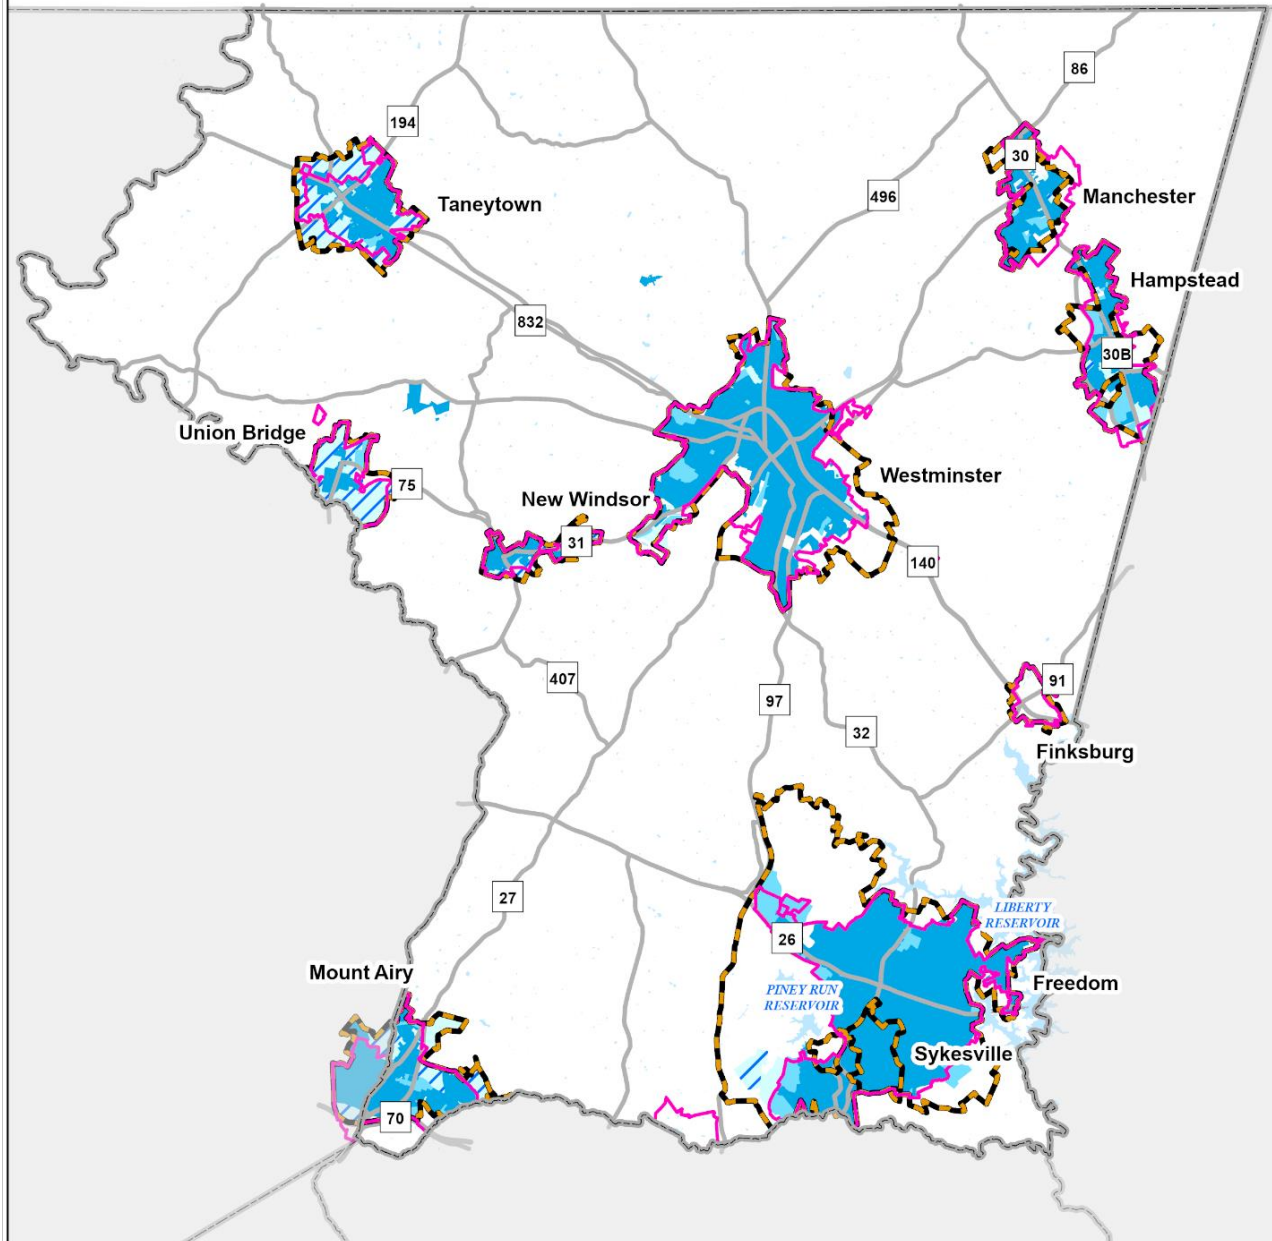 86
194
30
496
Manchester
Taneytown
Hampstead
832
30B
Union Bridge
Westminster
75
New Windsor
31
140
407
91
97
32
Finksburg
27
LIBERTY
RESERVOIR
26
Mount Airy
PINEY RUN
RESERVOIR
Freedom
Sykesville
70